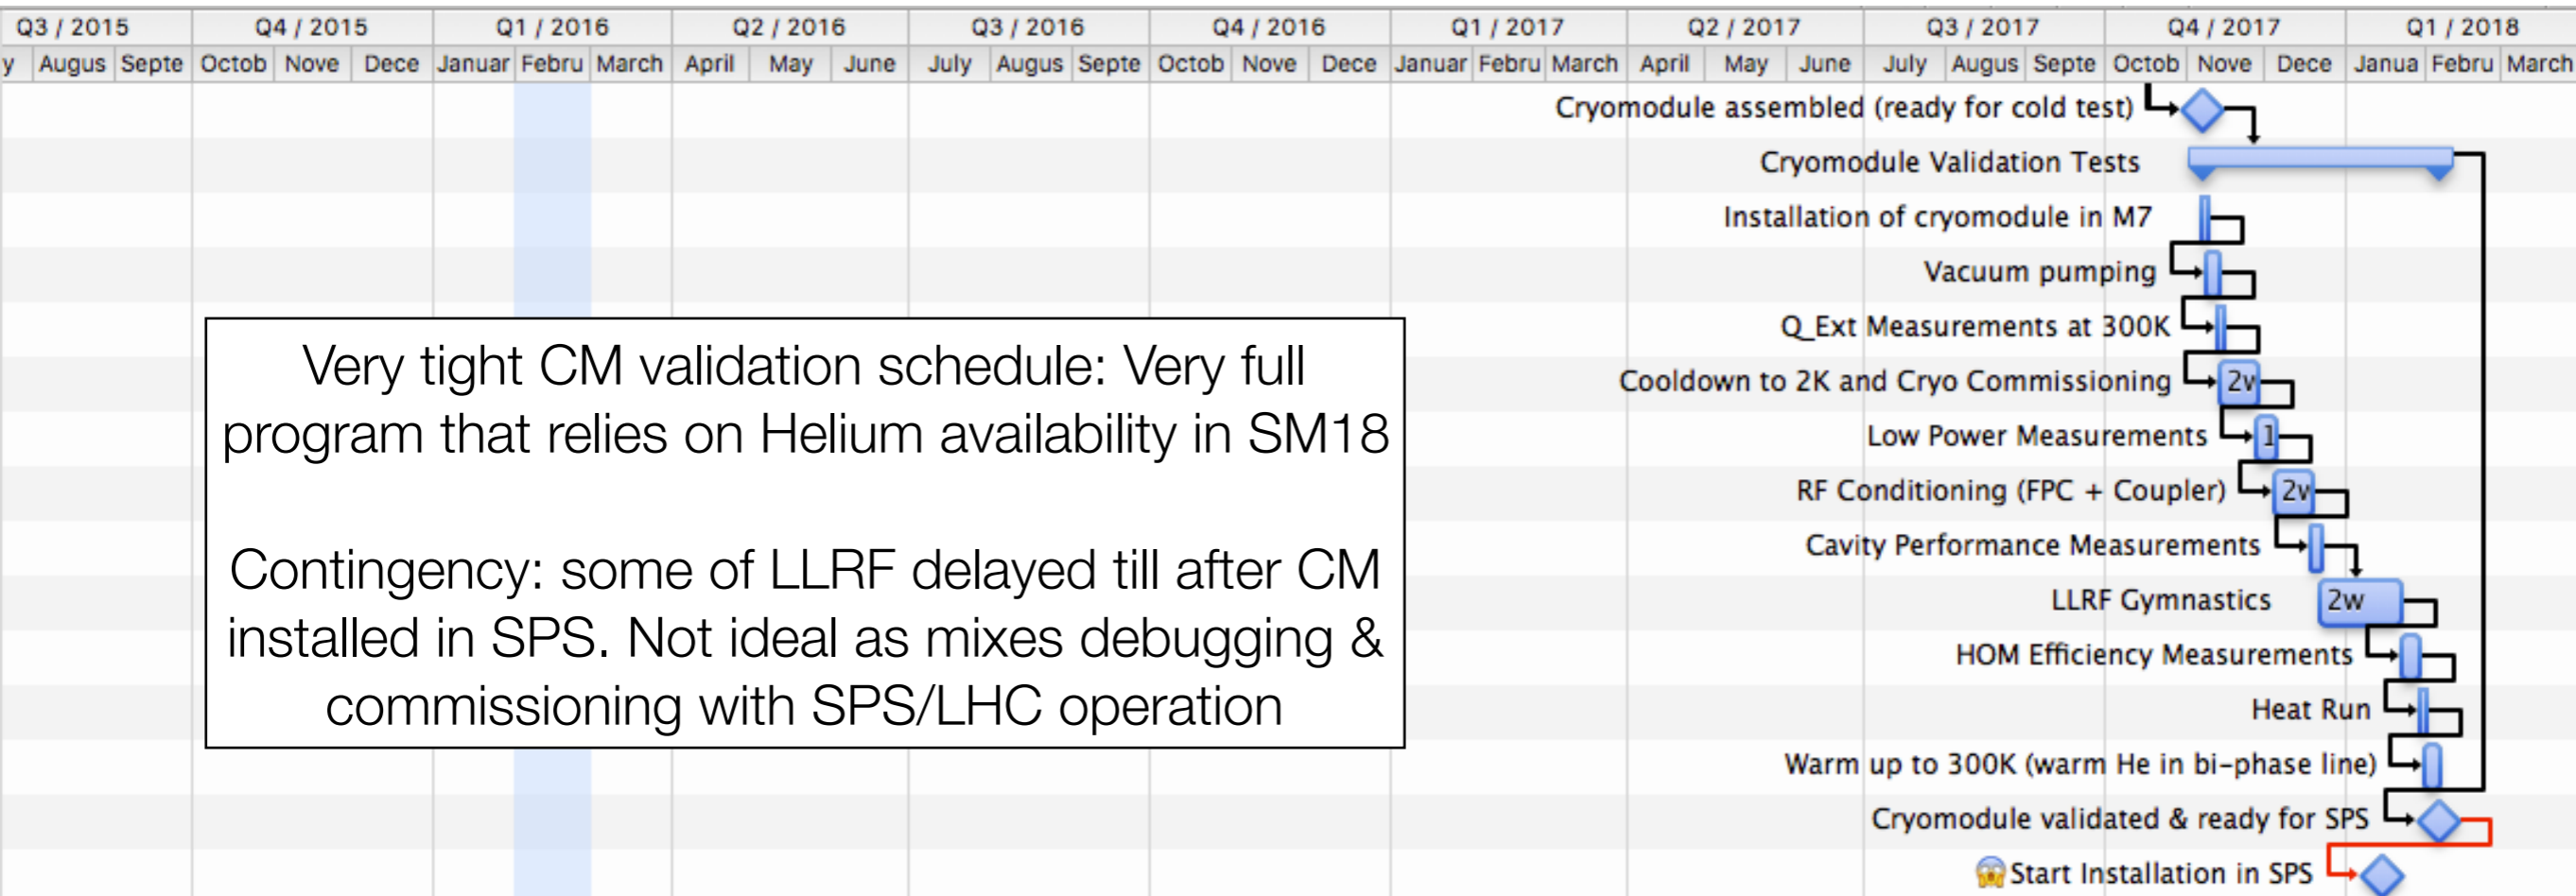 Q3 / 2015 Q4 / 2015 Q1 / 2016 Q2 / 2016 Q3 / 2016 Q4 / 2016 Q1 / 2017 Q2 / 2017 Q3 / 2017 Q4 / 2017 Q1 / 2018
y Augus Septe Octob Nove Dece Januar Febru March April May June July Augus Septe Octob Nove Dece Januar Febru March April May June July Augus Septe Octob Nove Dece Janua Febru March
Cryomodule assembled (ready for cold test)
Cryomodule Validation Tests
Installation of cryomodule in M7
Vacuum pumping
Q_Ext Measurements at 300K
Cooldown to 2K and Cryo Commissioning 2w
Low Power Measurements 1
RF Conditioning (FPC + Coupler) 2w
Cavity Performance Measurements
LLRF Gymnastics 2w
HOM Efficiency Measurements
Heat Run
Warm up to 300K (warm He in bi-phase line)
Cryomodule validated & ready for SPS
😱Start Installation in SPS
Very tight CM validation schedule: Very full
program that relies on Helium availability in SM18
Contingency: some of LLRF delayed till after CM
installed in SPS. Not ideal as mixes debugging &
commissioning with SPS/LHC operation